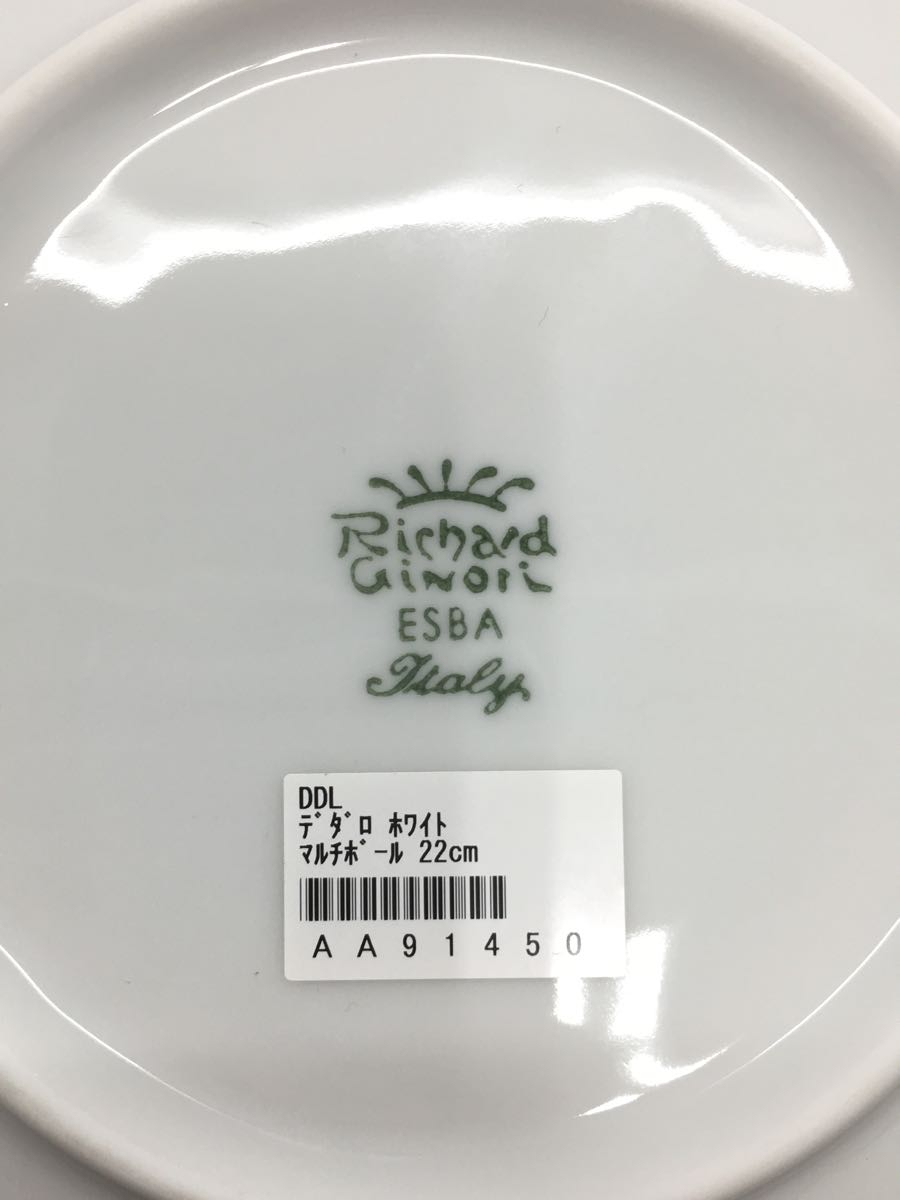 Richard
Ginori
ESBA
Italy
DDL
ﾃﾞﾀﾞﾛ ﾎﾜｲﾄ
ﾏﾙﾁﾎﾞｰﾙ 22cm
AA91450